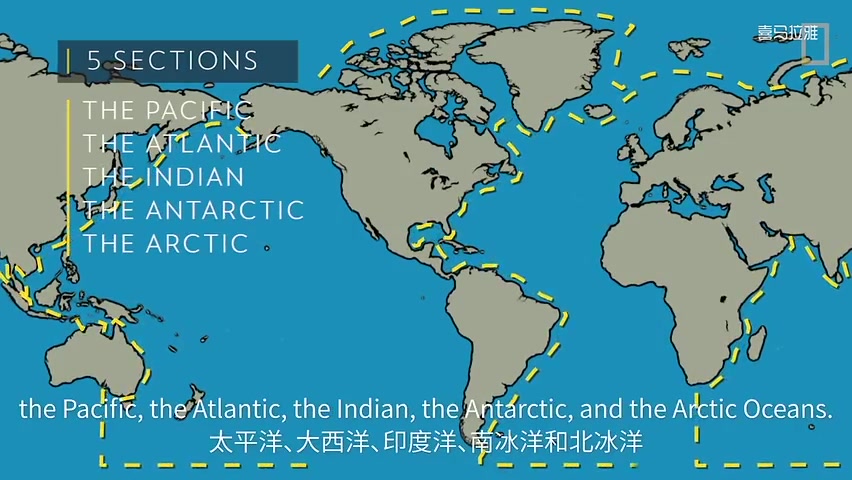 喜马拉雅
5 SECTIONS
THE PACIFIC
THE ATLANTIC
THE INDIAN
THE ANTARCTIC
THE ARCTIC
the Pacific, the Atlantic, the Indian, the Antarctic, and the Arctic Oceans.
太平洋、大西洋、印度洋、南冰洋和北冰洋